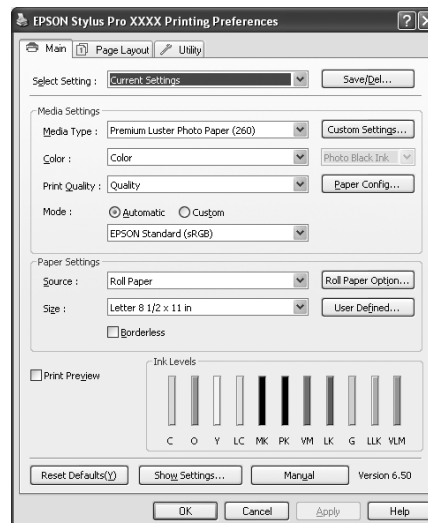 EPSON Stylus Pro XXXX Printing Preferences
Main Page Layout Utility
Select Setting : Current Settings Save/Del...
Media Settings
Media Type : Premium Luster Photo Paper (260) Custom Settings...
Color : Color Photo Black Ink
Print Quality : Quality Paper Config...
Mode : Automatic Custom
EPSON Standard (sRGB)
Paper Settings
Source : Roll Paper Roll Paper Option...
Size : Letter 8 1/2 x 11 in User Defined...
Borderless
Print Preview
Ink Levels
C O Y LC MK PK VM LK G LLK VLM
Reset Defaults(Y) Show Settings... Manual Version 6.50
OK Cancel Apply Help